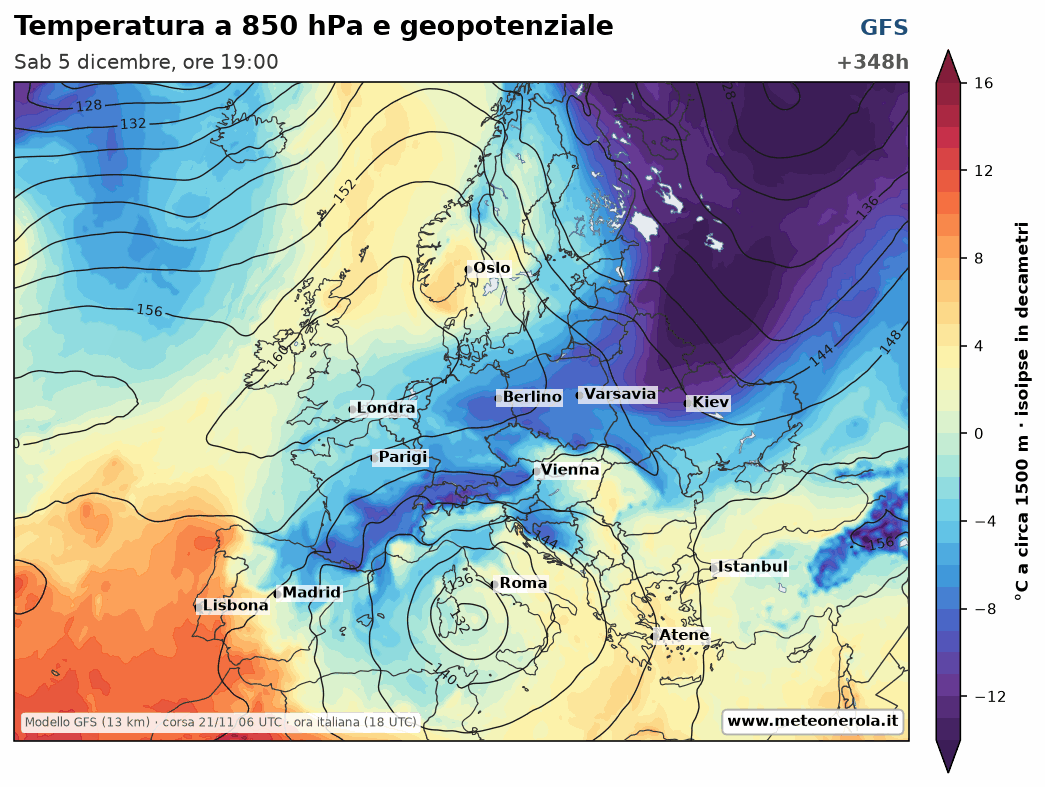 Temperatura a 850 hPa e geopotenziale
GFS
Sab 5 dicembre, ore 19:00
+348h
128
132
152
136
156
160
144
148
Oslo
Berlino
Varsavia
Kiev
Londra
Parigi
Vienna
144
156
136
Roma
Istanbul
Madrid
Lisbona
Atene
140
Modello GFS (13 km) · corsa 21/11 06 UTC · ora italiana (18 UTC)
www.meteonerola.it
16
12
8
4
0
−4
−8
−12
°C a circa 1500 m · isoipse in decametri